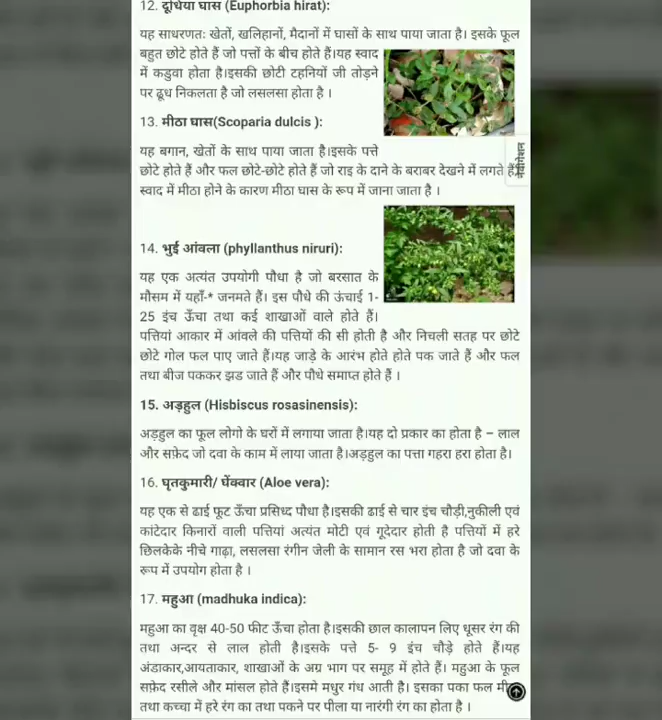 12. दूधिया घास (Euphorbia hirat):
यह साधरणतः खेतों, खलिहानों, मैदानों में घासों के साथ पाया जाता है। इसके फूल
बहुत छोटे होते हैं जो पत्तों के बीच होते हैं।यह स्वाद
में कडुवा होता है।इसकी छोटी टहनियों जी तोड़ने
पर ढूध निकलता है जो लसलसा होता है ।
13. मीठा घास(Scoparia dulcis ):
यह बगान, खेतों के साथ पाया जाता है।इसके पत्ते
छोटे होते हैं और फल छोटे-छोटे होते हैं जो राइ के दाने के बराबर देखने में लगते हैं
स्वाद में मीठा होने के कारण मीठा घास के रूप में जाना जाता है ।
नेवीगेशन
14. भुई आंवला (phyllanthus niruri):
यह एक अत्यंत उपयोगी पौधा है जो बरसात के
मौसम में यहाँ-* जनमते हैं। इस पौधे की ऊंचाई 1-
25 इंच ऊँचा तथा कई शाखाओं वाले होते हैं।
पत्तियां आकार में आंवले की पत्तियों की सी होती है और निचली सतह पर छोटे
छोटे गोल फल पाए जाते हैं।यह जाड़े के आरंभ होते होते पक जाते हैं और फल
तथा बीज पककर झड जाते हैं और पौधे समाप्त होते हैं ।
15. अड़हुल (Hisbiscus rosasinensis):
अड़हुल का फूल लोगो के घरों में लगाया जाता है।यह दो प्रकार का होता है – लाल
और सफ़ेद जो दवा के काम में लाया जाता है।अड़हुल का पत्ता गहरा हरा होता है।
16. घृतकुमारी/ घेंक्वार (Aloe vera):
यह एक से ढाई फूट ऊँचा प्रसिध्द पौधा है।इसकी ढाई से चार इंच चौड़ी,नुकीली एवं
कांटेदार किनारों वाली पत्तियां अत्यंत मोटी एवं गूदेदार होती है पत्तियों में हरे
छिलकेके नीचे गाढ़ा, लसलसा रंगीन जेली के सामान रस भरा होता है जो दवा के
रूप में उपयोग होता है ।
17. महुआ (madhuka indica):
महुआ का वृक्ष 40-50 फीट ऊँचा होता है।इसकी छाल कालापन लिए धूसर रंग की
तथा अन्दर से लाल होती है।इसके पत्ते 5- 9 इंच चौड़े होते हैं।यह
अंडाकार,आयताकार, शाखाओं के अग्र भाग पर समूह में होते हैं। महुआ के फूल
सफ़ेद रसीले और मांसल होते हैं।इसमे मधुर गंध आती है। इसका पका फल
तथा कच्चा में हरे रंग का तथा पकने पर पीला या नारंगी रंग का होता है ।